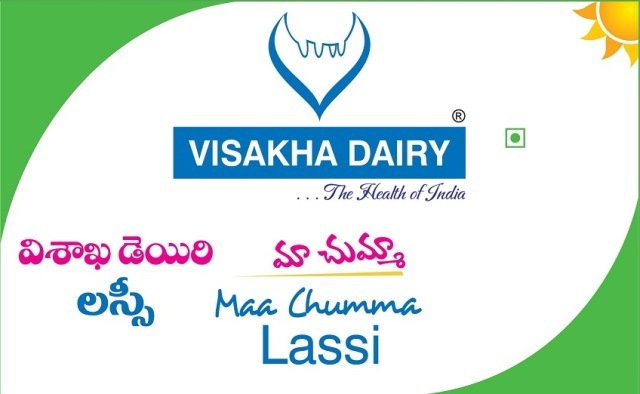 ®
VISAKHA DAIRY
...The Health of India
విశాఖ డెయిరి
లస్సీ
మా చుమ్మా
Maa Chumma
Lassi